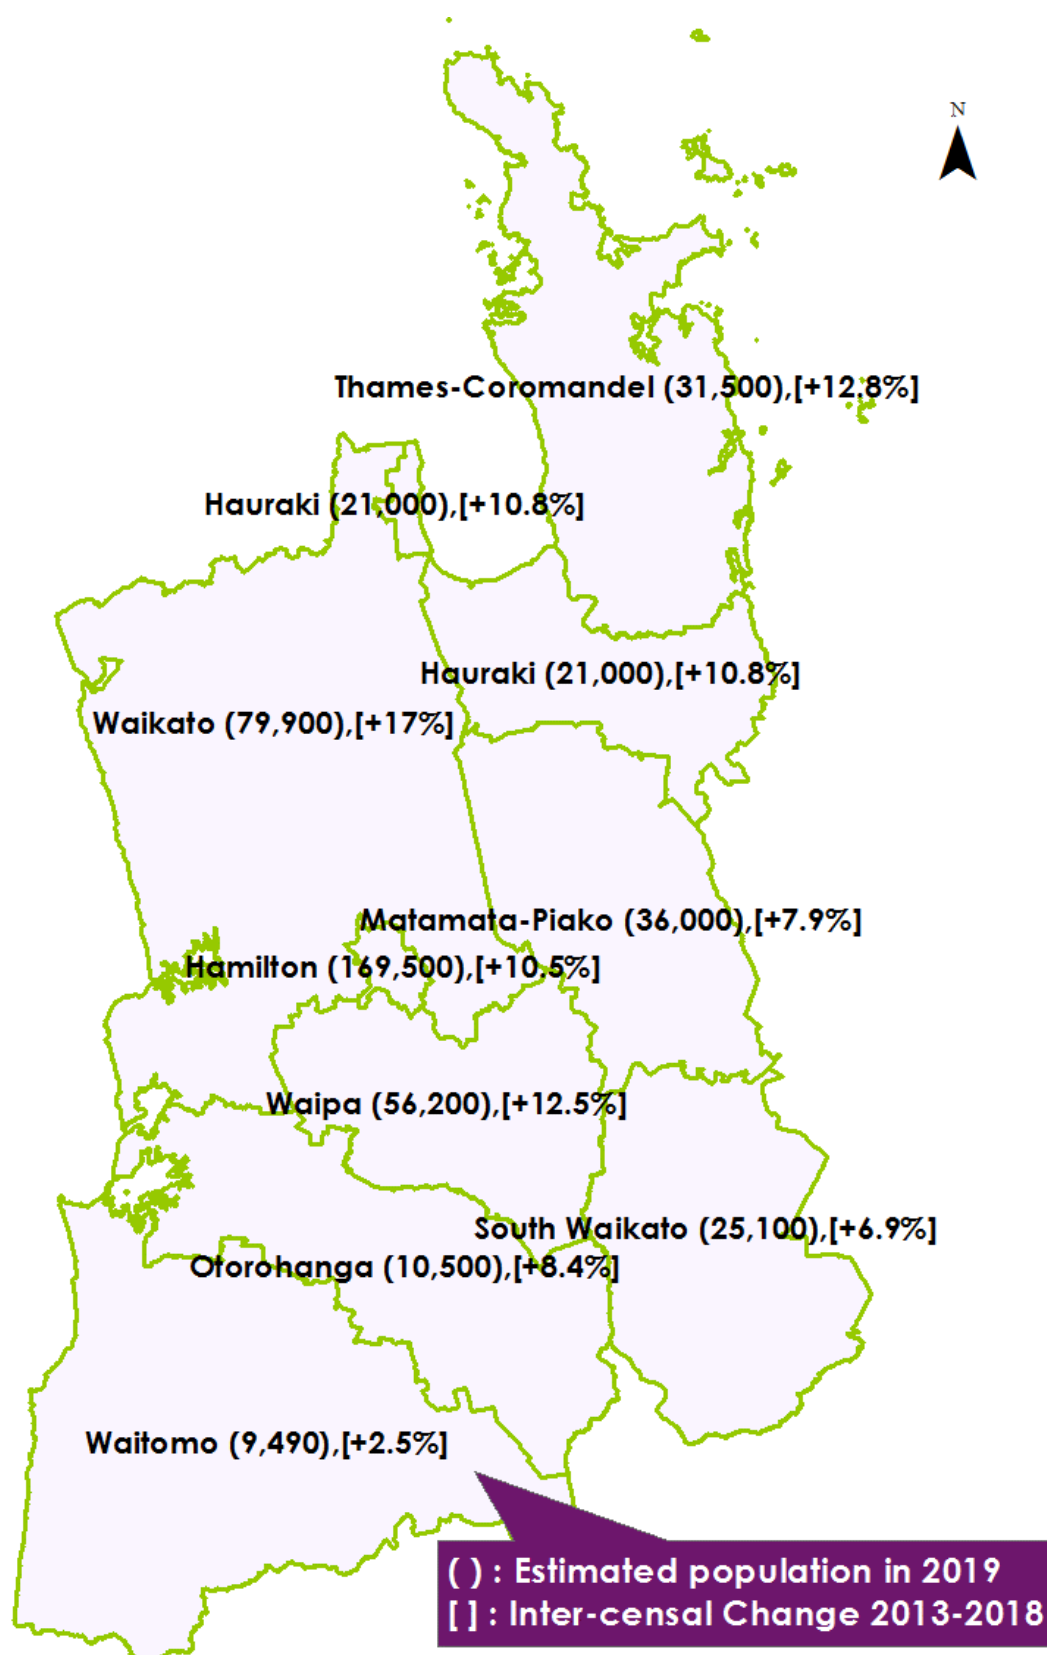 N
Thames-Coromandel (31,500),[+12.8%]
Hauraki (21,000),[+10.8%]
Hauraki (21,000),[+10.8%]
Waikato (79,900),[+17%]
Matamata-Piako (36,000),[+7.9%]
Hamilton (169,500),[+10.5%]
Waipa (56,200),[+12.5%]
South Waikato (25,100),[+6.9%]
Otorohanga (10,500),[+8.4%]
Waitomo (9,490),[+2.5%]
( ) : Estimated population in 2019
[ ] : Inter-censal Change 2013-2018